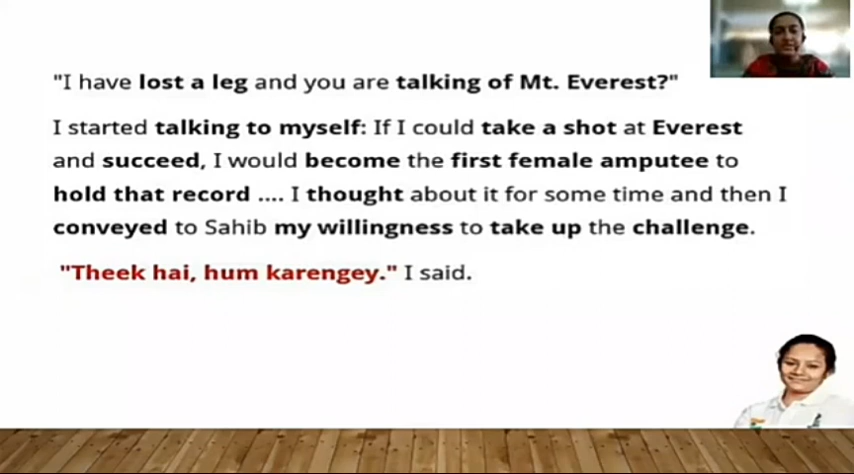 "I have lost a leg and you are talking of Mt. Everest?"
I started talking to myself: If I could take a shot at Everest
and succeed, I would become the first female amputee to
hold that record .... I thought about it for some time and then I
conveyed to Sahib my willingness to take up the challenge.
"Theek hai, hum karengey." I said.